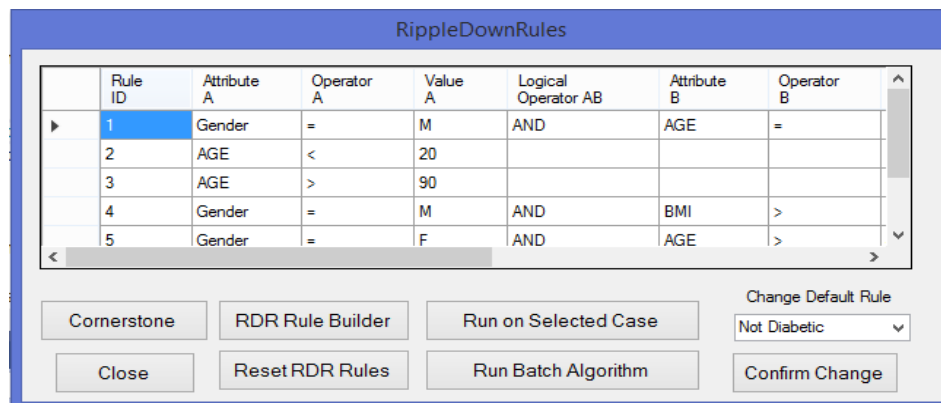 RippleDownRules
Rule ID Attribute A Operator A Value A Logical Operator AB Attribute B Operator B
1 Gender = M AND AGE =
2 AGE < 20
3 AGE > 90
4 Gender = M AND BMI >
5 Gender = F AND AGE >
Change Default Rule
Cornerstone RDR Rule Builder Run on Selected Case Not Diabetic
Close Reset RDR Rules Run Batch Algorithm Confirm Change